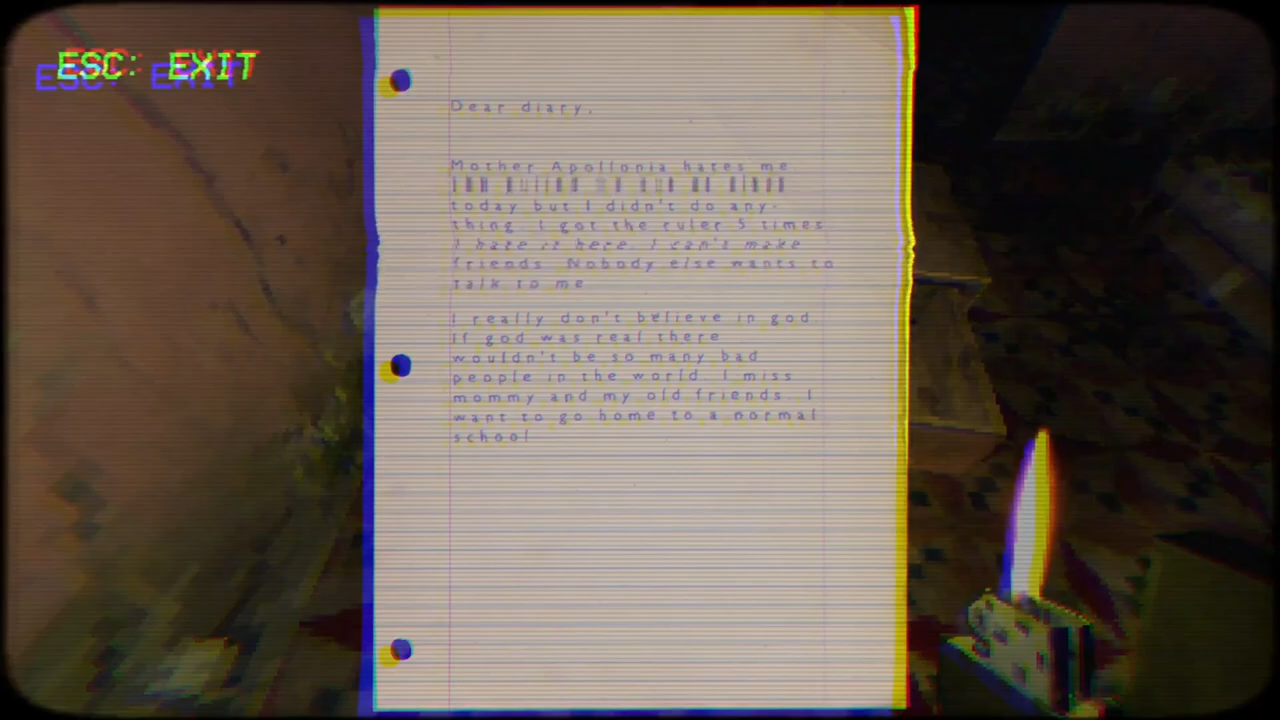 ESC: EXIT
Dear diary,
Mother Apollonia hates me
today but I didn't do any-
thing. I got the ruler 5 times
I hate it here. I can't make
friends. Nobody else wants to
talk to me
I really don't believe in god
If god was real there
wouldn't be so many bad
people in the world. I miss
mommy and my old friends. I
want to go home to a normal
school